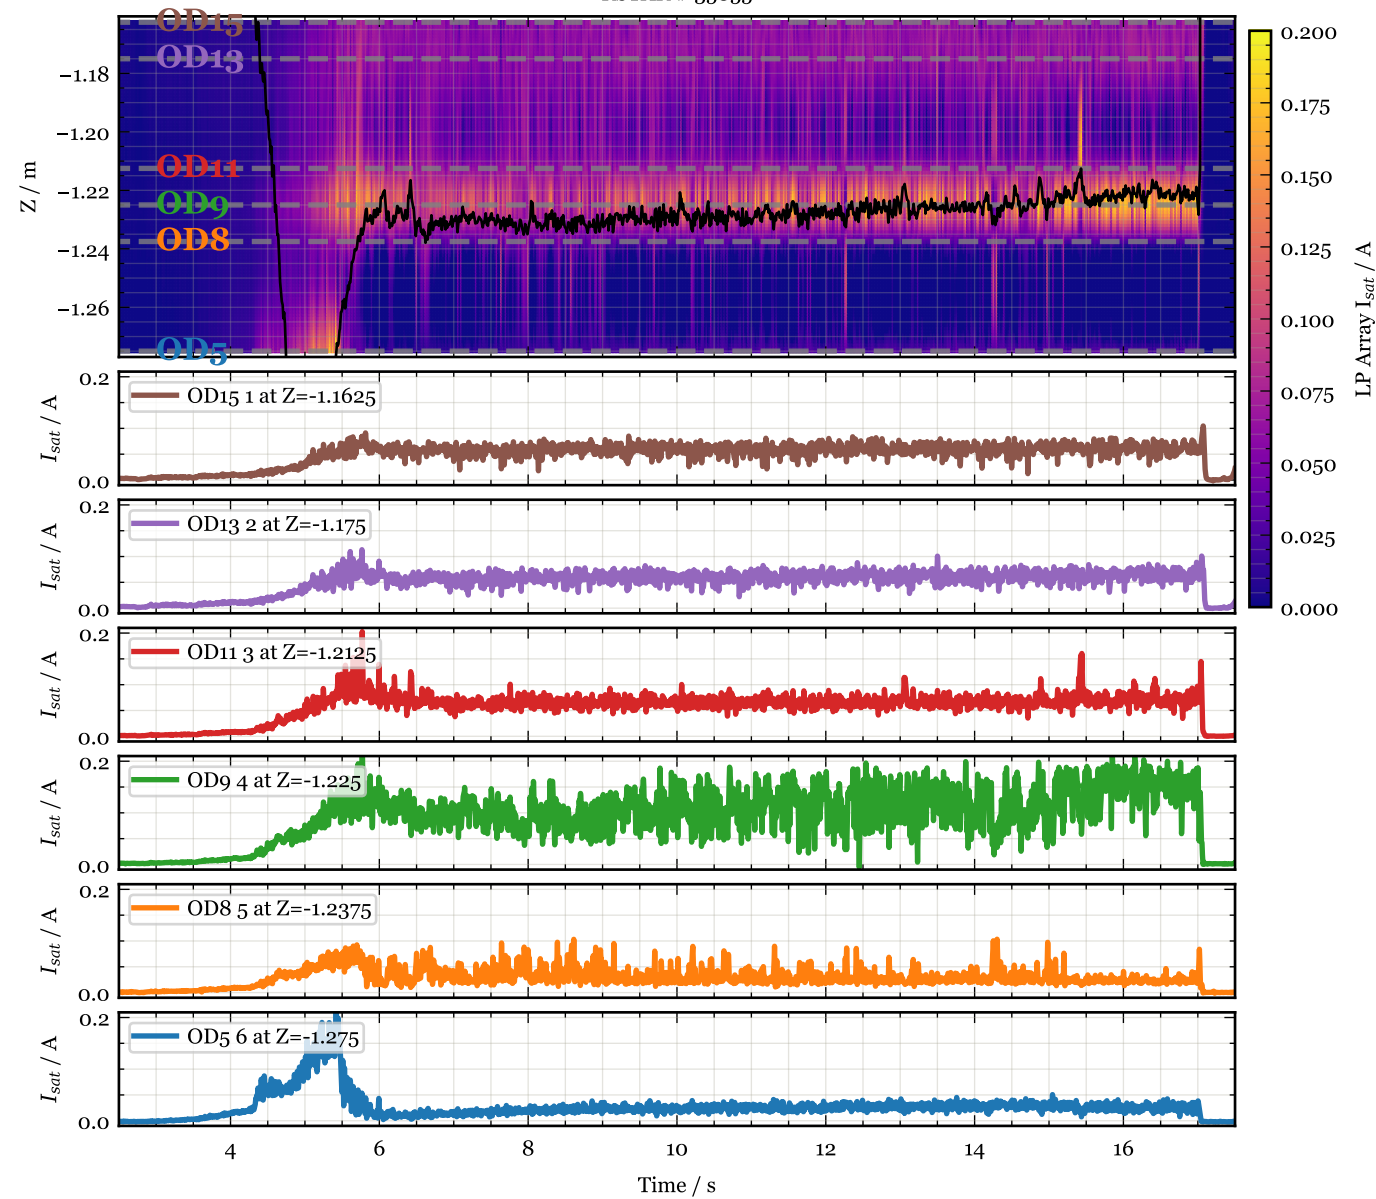 OD15
OD13
OD11
OD9
OD8
OD5
−1.18
−1.20
−1.22
−1.24
−1.26
Z / m
0.200
0.175
0.150
0.125
0.100
0.075
0.050
0.025
0.000
LP Array Isat / A
0.2
0.0
Isat / A
OD15 1 at Z=-1.1625
0.2
0.0
Isat / A
OD13 2 at Z=-1.175
0.2
0.0
Isat / A
OD11 3 at Z=-1.2125
0.2
0.0
Isat / A
OD9 4 at Z=-1.225
0.2
0.0
Isat / A
OD8 5 at Z=-1.2375
0.2
0.0
Isat / A
OD5 6 at Z=-1.275
4 6 8 10 12 14 16
Time / s